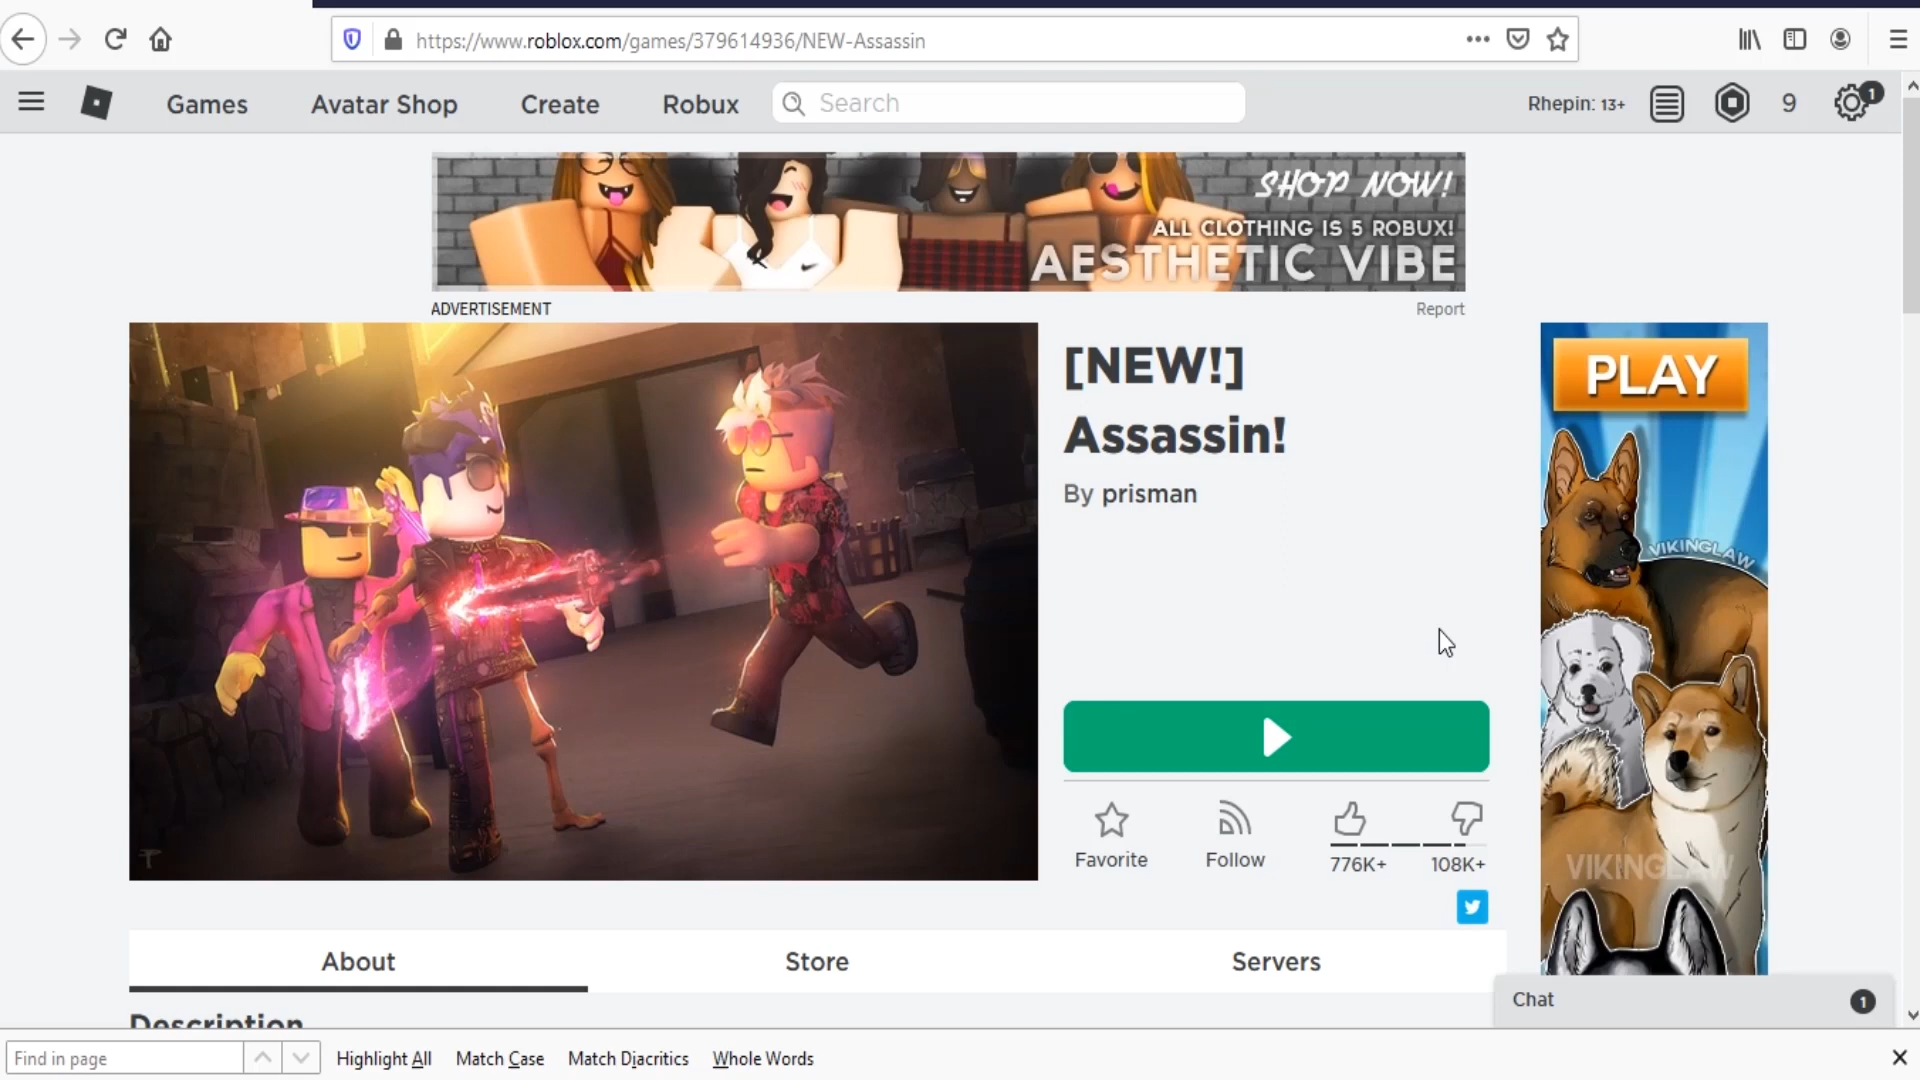 https://www.roblox.com/games/379614936/NEW-Assassin
Games
Avatar Shop
Create
Robux
Search
Rhepin: 13+
9
1
SHOP NOW!
ALL CLOTHING IS 5 ROBUX!
AESTHETIC VIBE
ADVERTISEMENT
Report
[NEW!]
Assassin!
By prisman
Favorite
Follow
776K+
108K+
PLAY
VIKINGLAW
VIKINGLAW
About
Store
Servers
Description
Chat
1
Find in page
Highlight All
Match Case
Match Diacritics
Whole Words